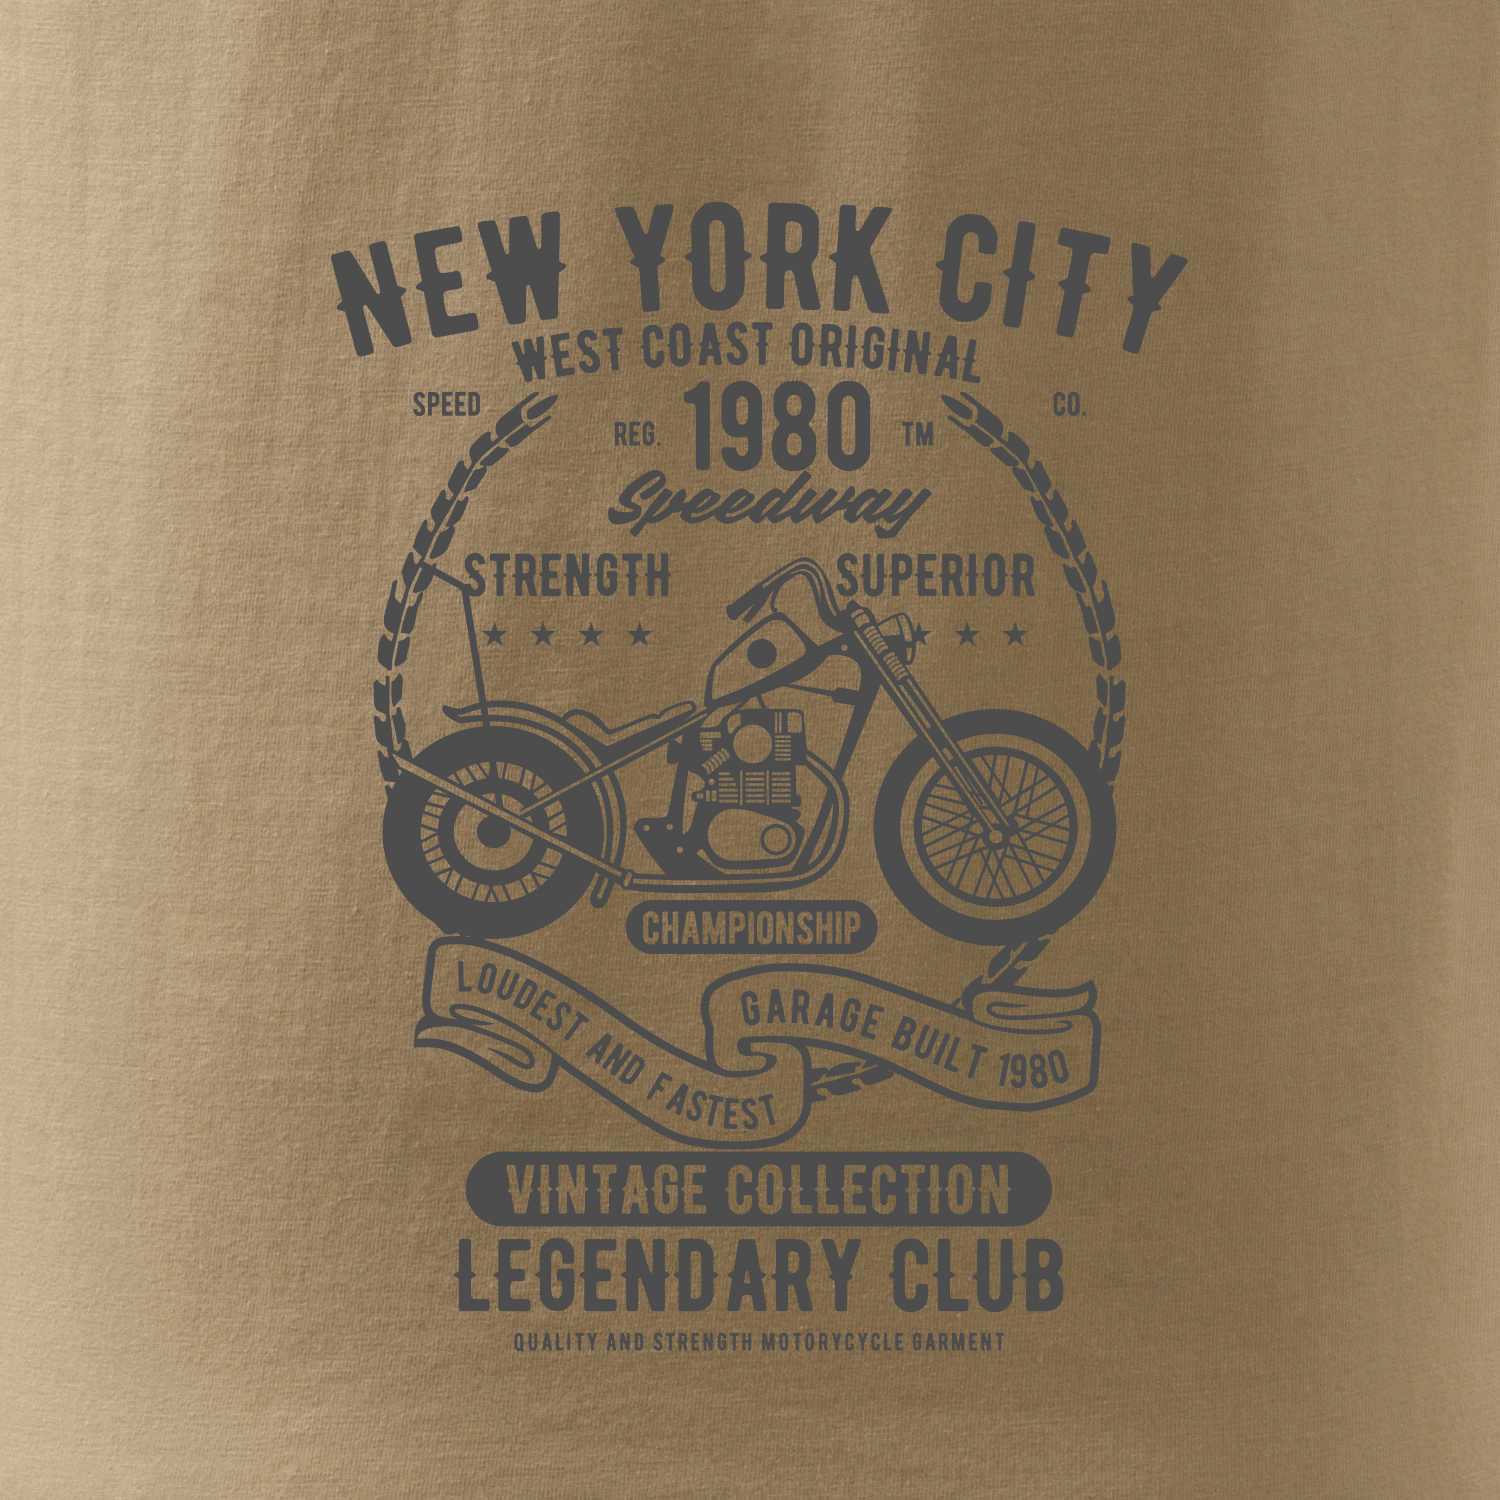 NEW YORK CITY
WEST COAST ORIGINAL
SPEED CO.
REG. 1980 TM
Speedway
STRENGTH SUPERIOR
CHAMPIONSHIP
LOUDEST AND FASTEST
GARAGE BUILT 1980
VINTAGE COLLECTION
LEGENDARY CLUB
QUALITY AND STRENGTH MOTORYCYCLE GARMENT